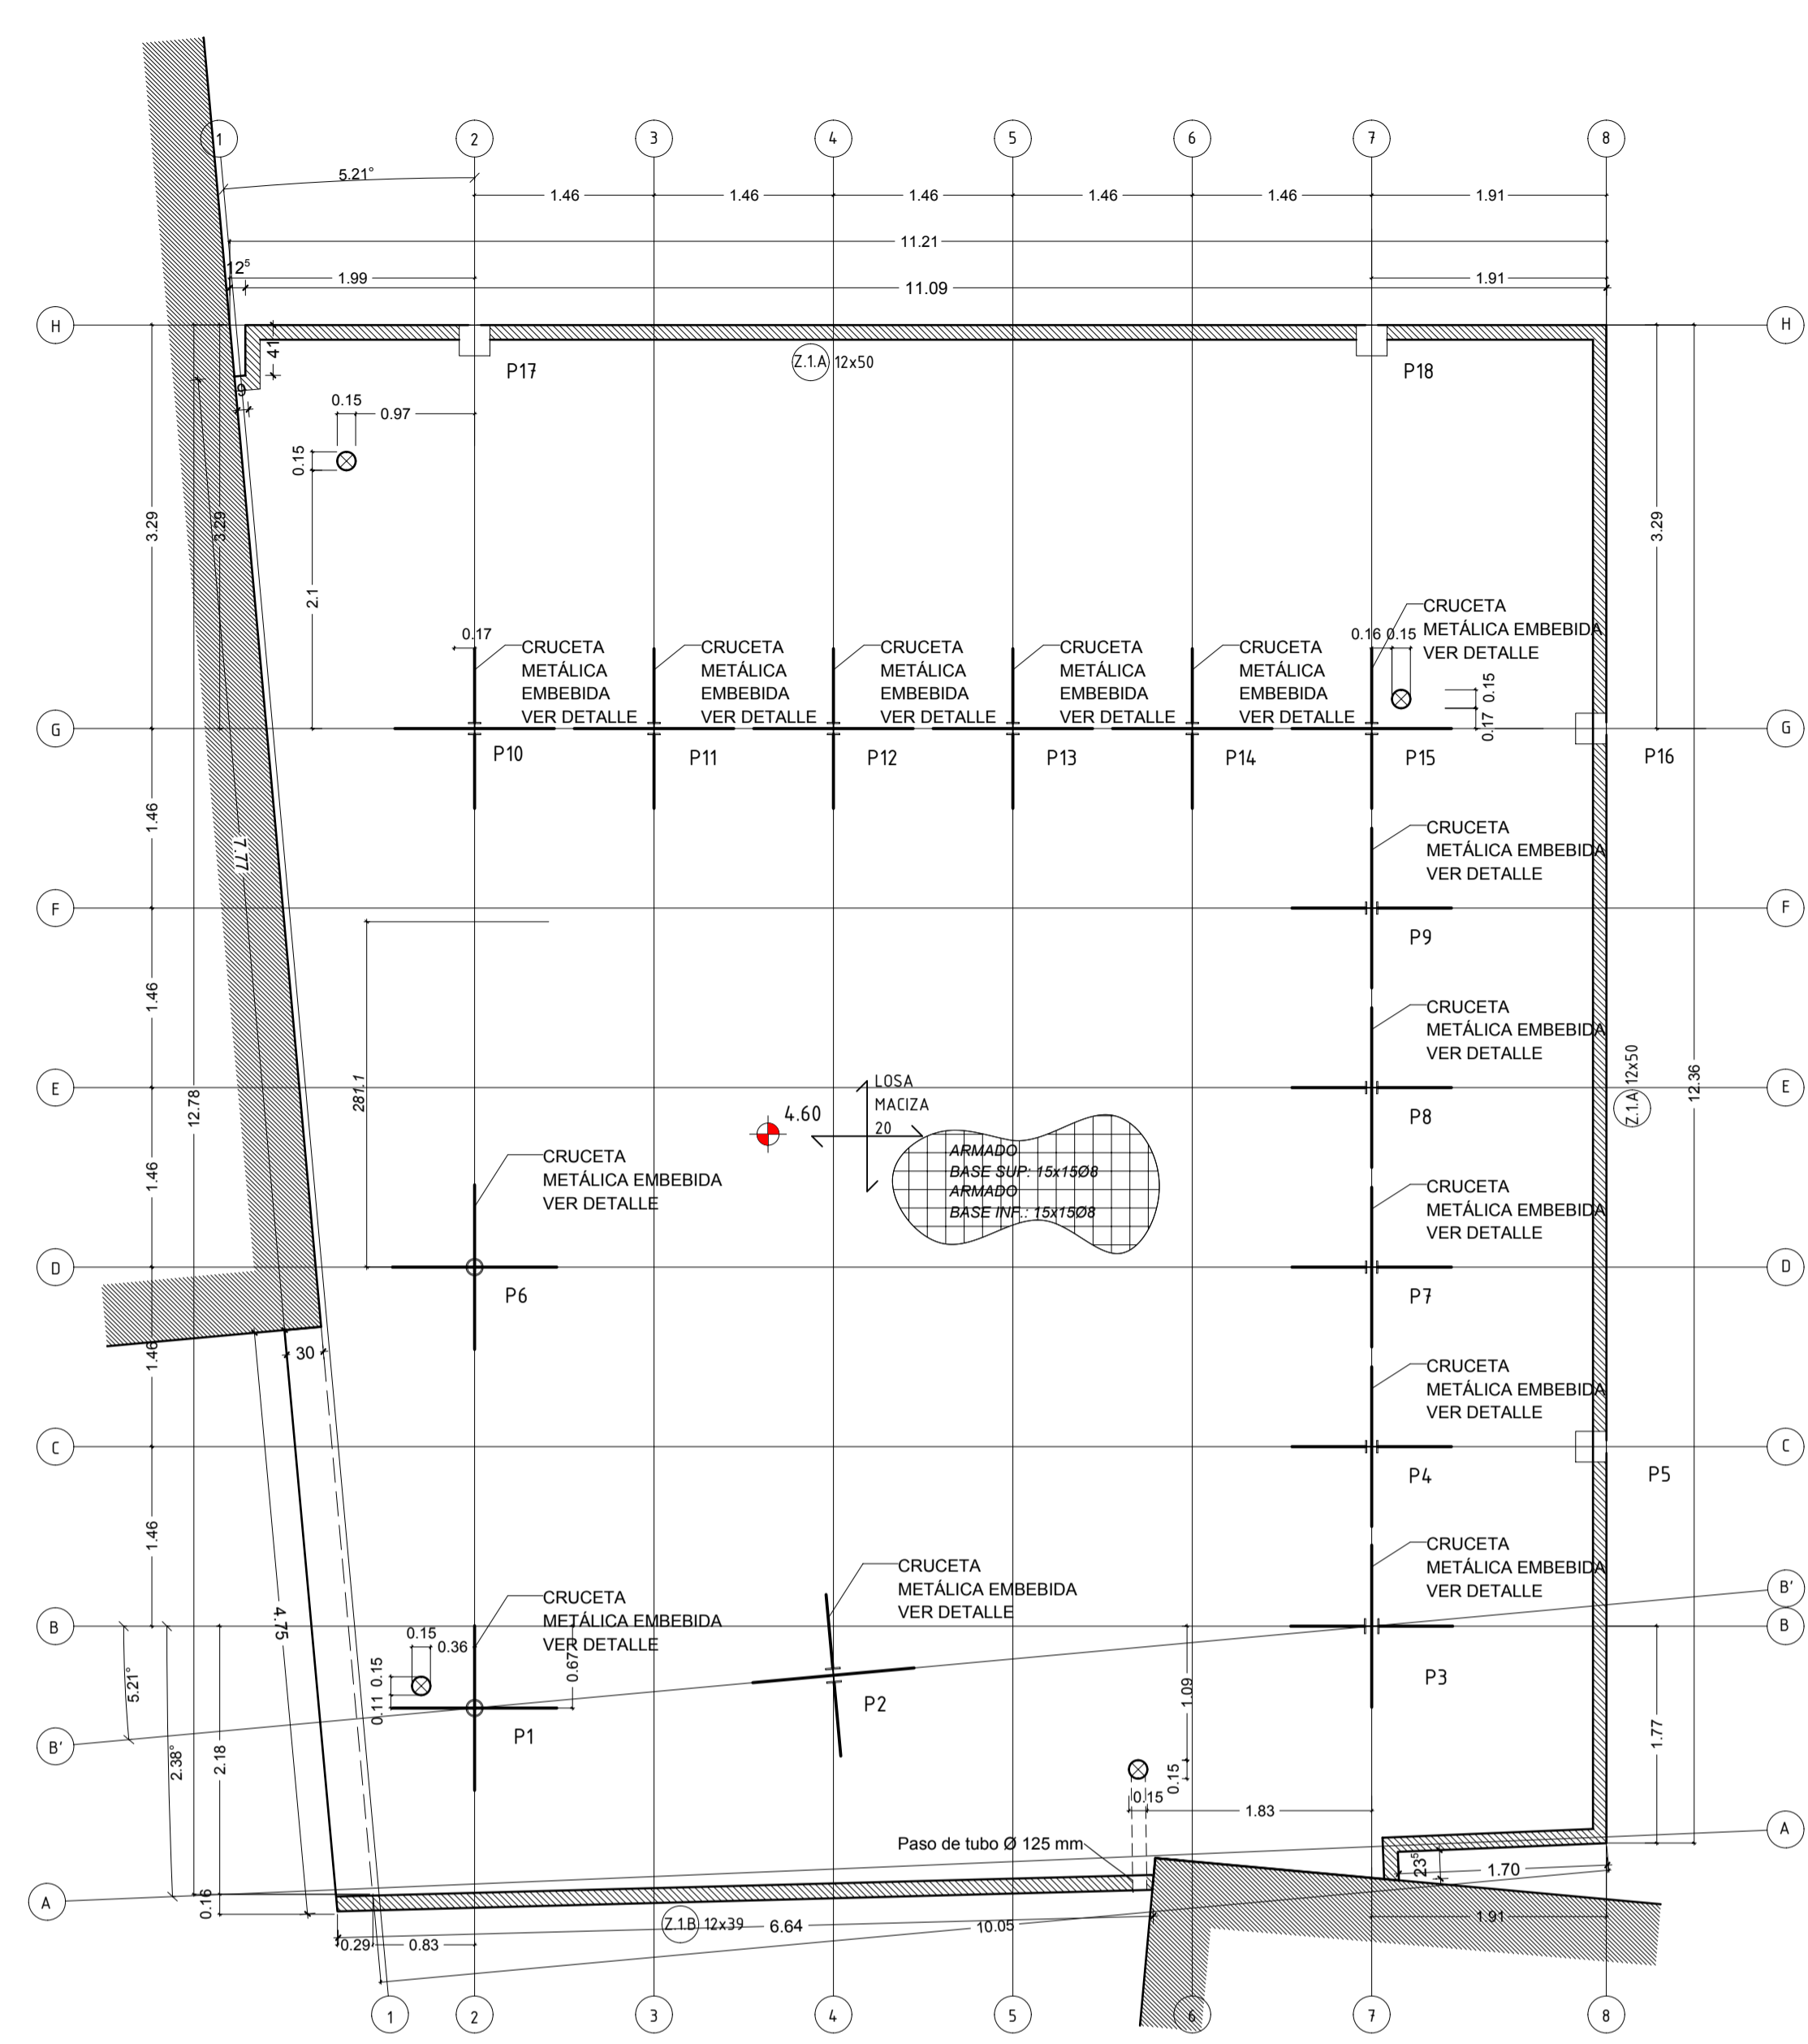 1
2
3
4
5
6
7
8
5.21°
1.46
1.46
1.46
1.46
1.46
1.91
11.21
12⁵
1.99
1.91
11.09
H
H
41
P17
Z.1.A 12x50
P18
9
0.15
0.97
0.15
3.29
3.29
3.29
2.1
0.17
CRUCETA
METÁLICA
EMBEBIDA
VER DETALLE
CRUCETA
METÁLICA
EMBEBIDA
VER DETALLE
CRUCETA
METÁLICA
EMBEBIDA
VER DETALLE
CRUCETA
METÁLICA
EMBEBIDA
VER DETALLE
CRUCETA
METÁLICA
EMBEBIDA
VER DETALLE
0.16
0.15
CRUCETA
METÁLICA EMBEBIDA
VER DETALLE
0.15
0.17
G
G
P10
P11
P12
P13
P14
P15
P16
1.46
7.77
CRUCETA
METÁLICA EMBEBIDA
VER DETALLE
F
F
P9
1.46
281.1
CRUCETA
METÁLICA EMBEBIDA
VER DETALLE
E
E
P8
12.78
12.36
Z.1.A 12x50
4.60
LOSA
MACIZA
20
ARMADO
BASE SUP: 15x15Ø8
ARMADO
BASE INF.: 15x15Ø8
1.46
CRUCETA
METÁLICA EMBEBIDA
VER DETALLE
CRUCETA
METÁLICA EMBEBIDA
VER DETALLE
D
D
P6
P7
1.46
30
CRUCETA
METÁLICA EMBEBIDA
VER DETALLE
C
C
P4
P5
1.46
4.75
CRUCETA
METÁLICA EMBEBIDA
VER DETALLE
CRUCETA
METÁLICA EMBEBIDA
VER DETALLE
CRUCETA
METÁLICA EMBEBIDA
VER DETALLE
B'
B
B
0.15
0.36
0.15
0.11
0.67
5.21°
P1
P2
P3
B'
2.38°
2.18
1.09
0.15
0.15
1.83
1.77
Paso de tubo Ø 125 mm
A
A
23⁵
1.70
0.16
Z.1.B 12x39
6.64
10.05
1.91
0.29
0.83
1
2
3
4
5
6
7
8